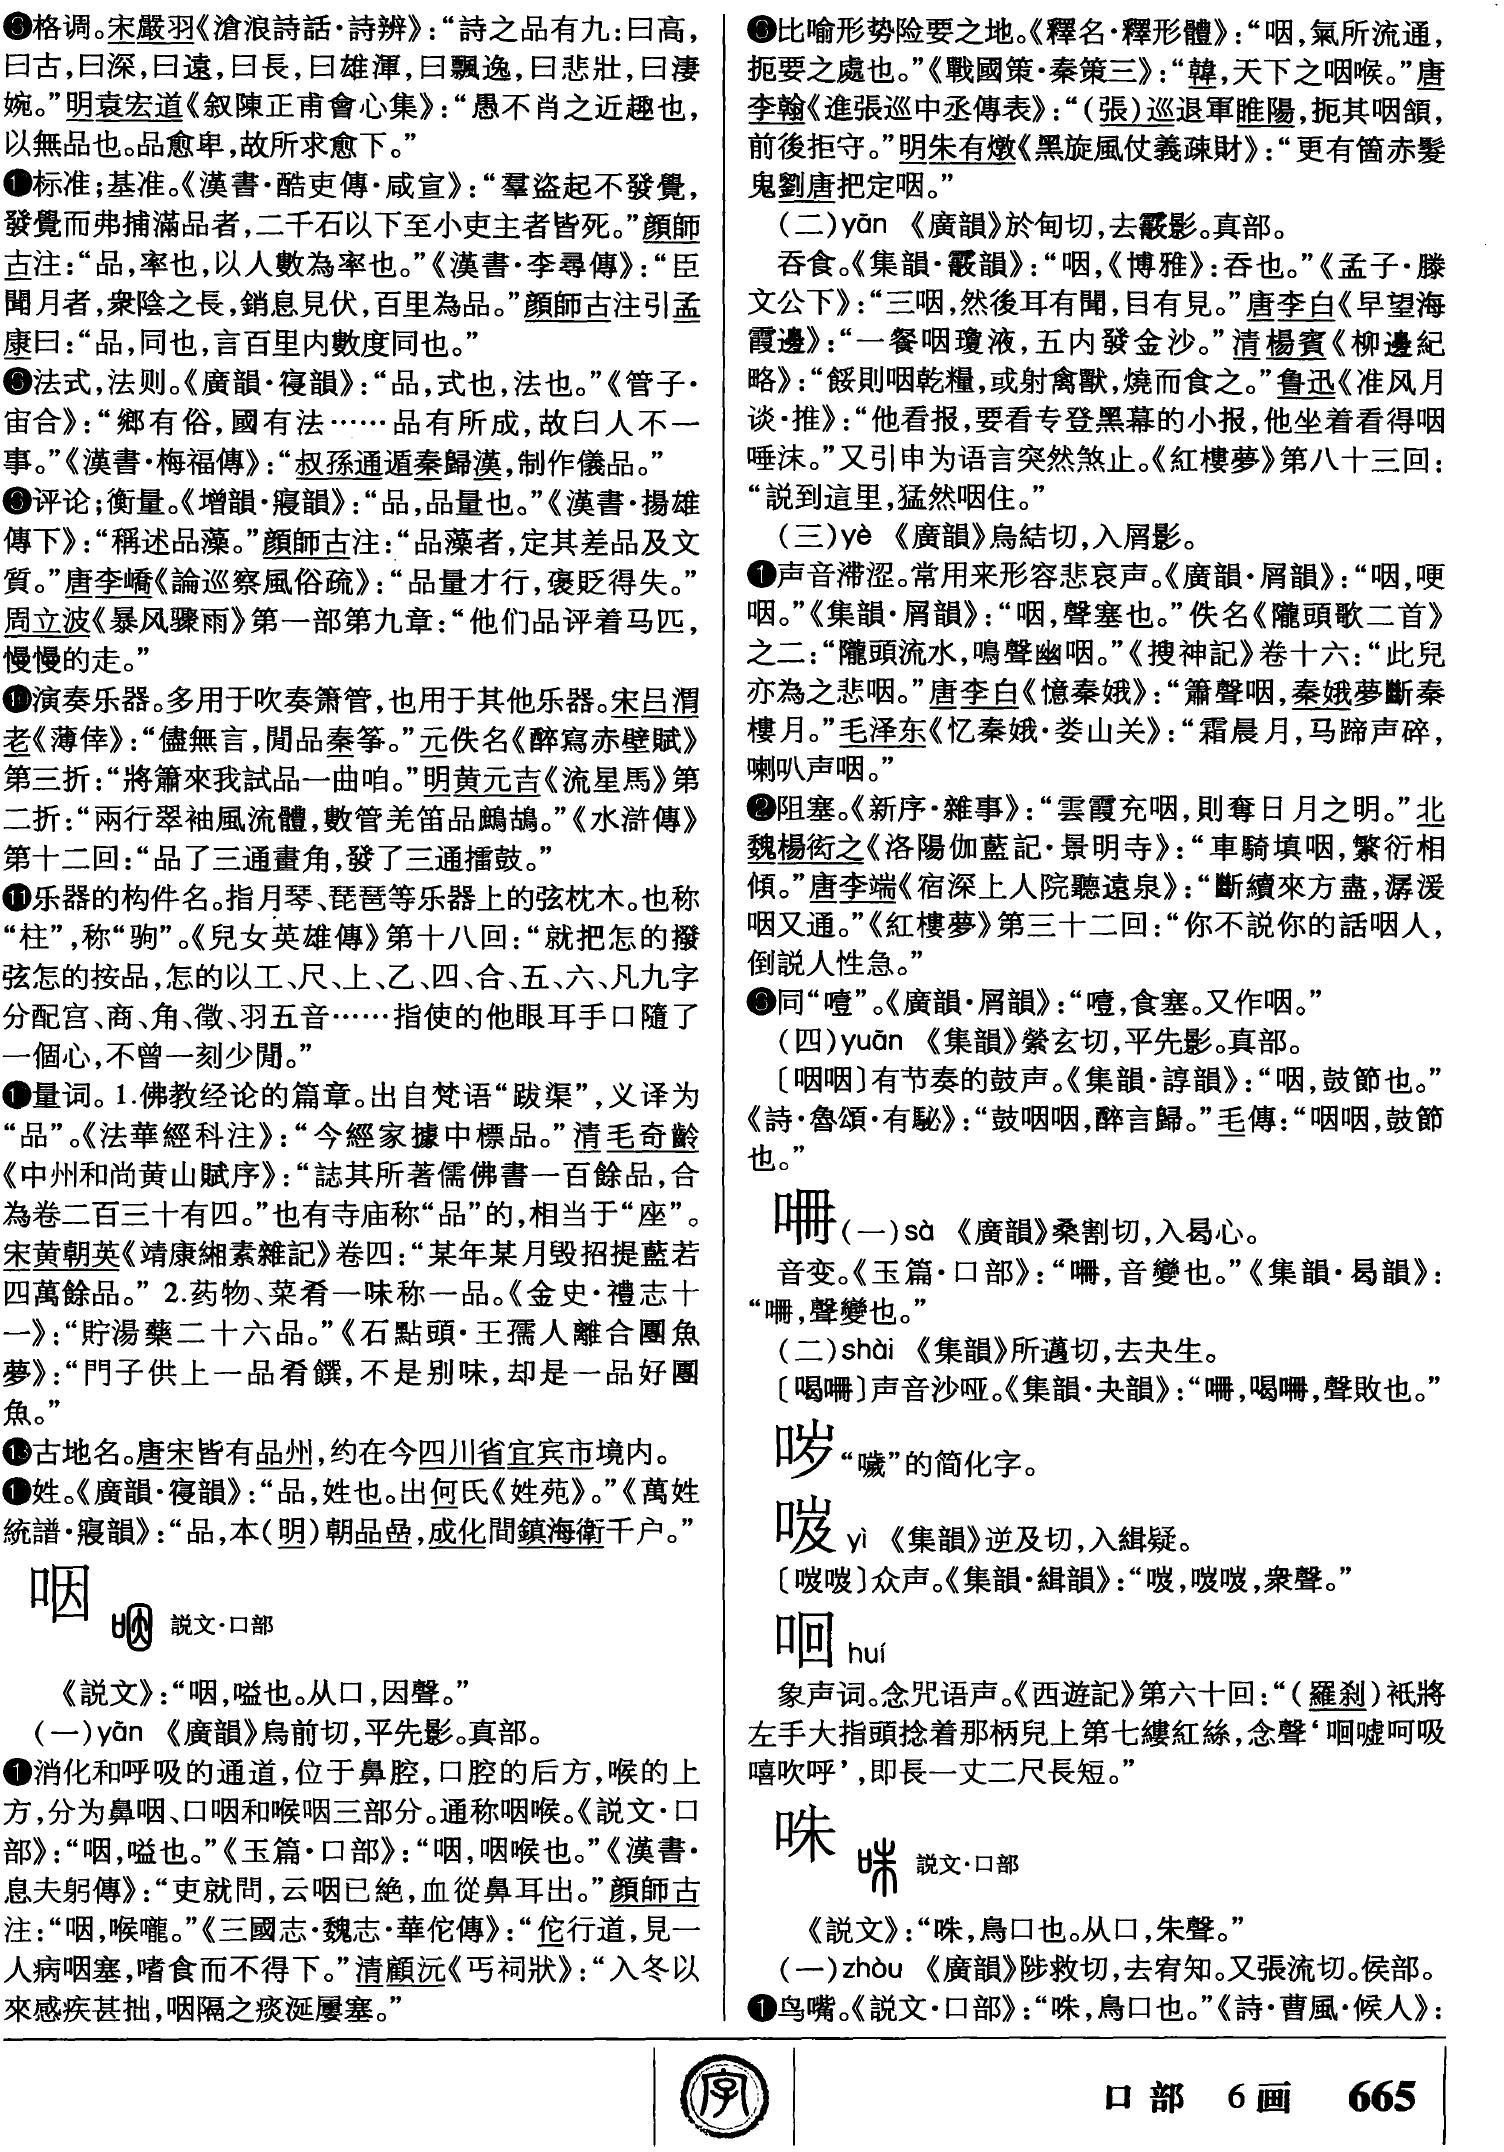 ❻格调。宋嚴羽《滄浪詩話·詩辨》：“詩之品有九：曰高，
曰古，曰深，曰遠，曰長，曰雄渾，曰飄逸，曰悲壯，曰淒
婉。”明袁宏道《叙陳正甫會心集》：“愚不肖之近趣也，
以無品也。品愈卑，故所求愈下。”
標准；基准。《漢書·酷吏傳·咸宣》：“羣盜起不發覺，
發覺而弗捕滿品者，二千石以下至小吏主者皆死。”顔師
古注：“品，率也，以人數為率也。”《漢書·李尋傳》：“臣
聞月者，衆陰之長，銷息見伏，百里為品。”顔師古注引孟
康曰：“品，同也，言百里内數度同也。”
法式，法则。《廣韻·寑韻》：“品，式也，法也。”《管子·
宙合》：“鄉有俗，國有法……品有所成，故曰人不一
事。”《漢書·梅福傳》：“叔孫通遁秦歸漢，制作儀品。”
评论；衡量。《增韻·寢韻》：“品，品量也。”《漢書·揚雄
傳下》：“稱述品藻。”顔師古注：“品藻者，定其差品及文
質。”唐李嶠《論巡察風俗疏》：“品量才行，褒貶得失。”
周立波《暴风骤雨》第一部第九章：“他们品评着马匹，
慢慢的走。”
❿演奏乐器。多用于吹奏箫管，也用于其他乐器。宋吕渭
老《薄倖》：“儘無言，閒品秦筝。”元佚名《醉寫赤壁賦》
第三折：“將簫來我試品一曲咱。”明黄元吉《流星馬》第
二折：“兩行翠袖風流體，數管羌笛品鷓鴣。”《水滸傳》
第十二回：“品了三通畫角，發了三通擂鼓。”
⓫乐器的构件名。指月琴、琵琶等乐器上的弦枕木。也称
“柱”，称“驹”。《兒女英雄傳》第十八回：“就把怎的撥
弦怎的按品，怎的以工、尺、上、乙、四、合、五、六、凡九字
分配宫、商、角、徵、羽五音……指使的他眼耳手口隨了
一個心，不曾一刻少閒。”
量词。1.佛教经论的篇章。出自梵语“跋渠”，义译为
“品”。《法華經科注》：“今經家據中標品。”清毛奇齡
《中州和尚黄山賦序》：“誌其所著儒佛書一百餘品，合
為卷二百三十有四。”也有寺庙称“品”的，相当于“座”。
宋黄朝英《靖康緗素雜記》卷四：“某年某月毁招提藍若
四萬餘品。” 2.药物、菜肴一味称一品。《金史·禮志十
一》：“貯湯藥二十六品。”《石點頭·王孺人離合團魚
夢》：“門子供上一品肴饌，不是别味，却是一品好團
魚。”
⓭古地名。唐宋皆有品州，约在今四川省宜宾市境内。
姓。《廣韻·寑韻》：“品，姓也。出何氏《姓苑》。”《萬姓
統譜·寢韻》：“品，本（明）朝品嵒，成化間鎮海衛千户。”
咽 説文·口部
《説文》：“咽，嗌也。从口，因聲。”
（一）yān 《廣韻》烏前切，平先影。真部。
❶消化和呼吸的通道，位于鼻腔，口腔的后方，喉的上
方，分为鼻咽、口咽和喉咽三部分。通称咽喉。《説文·口
部》：“咽，嗌也。”《玉篇·口部》：“咽，咽喉也。”《漢書·
息夫躬傳》：“吏就問，云咽已絶，血從鼻耳出。”顔師古
注：“咽，喉嚨。”《三國志·魏志·華佗傳》：“佗行道，見一
人病咽塞，嗜食而不得下。”清顧沅《丐祠狀》：“入冬以
來感疾甚拙，咽隔之痰涎屢塞。”
比喻形势险要之地。《釋名·釋形體》：“咽，氣所流通，
扼要之處也。”《戰國策·秦策三》：“韓，天下之咽喉。”唐
李翰《進張巡中丞傳表》：“（張）巡退軍睢陽，扼其咽頷，
前後拒守。”明朱有燉《黑旋風仗義疎財》：“更有箇赤髮
鬼劉唐把定咽。”
（二）yān 《廣韻》於甸切，去霰影。真部。
吞食。《集韻·霰韻》：“咽，《博雅》：吞也。”《孟子·滕
文公下》：“三咽，然後耳有聞，目有見。”唐李白《早望海
霞邊》：“一餐咽瓊液，五内發金沙。”清楊賓《柳邊紀
略》：“餒則咽乾糧，或射禽獸，燒而食之。”鲁迅《准风月
谈·推》：“他看报，要看专登黑幕的小报，他坐着看得咽
唾沫。”又引申为语言突然煞止。《紅樓夢》第八十三回：
“説到這里，猛然咽住。”
（三）yè 《廣韻》烏結切，入屑影。
❶声音滞涩。常用来形容悲哀声。《廣韻·屑韻》：“咽，哽
咽。”《集韻·屑韻》：“咽，聲塞也。”佚名《隴頭歌二首》
之二：“隴頭流水，鳴聲幽咽。”《搜神記》卷十六：“此兒
亦為之悲咽。”唐李白《憶秦娥》：“簫聲咽，秦娥夢斷秦
樓月。”毛泽东《忆秦娥·娄山关》：“霜晨月，马蹄声碎，
喇叭声咽。”
❷阻塞。《新序·雜事》：“雲霞充咽，則奪日月之明。”北
魏楊衒之《洛陽伽藍記·景明寺》：“車騎填咽，繁衍相
傾。”唐李端《宿深上人院聽遠泉》：“斷續來方盡，潺湲
咽又通。”《紅樓夢》第三十二回：“你不説你的話咽人，
倒説人性急。”
❸同“噎”。《廣韻·屑韻》：“噎，食塞。又作咽。”
（四）yuān 《集韻》縈玄切，平先影。真部。
〔咽咽〕有节奏的鼓声。《集韻·諄韻》：“咽，鼓節也。”
《詩·魯頌·有駜》：“鼓咽咽，醉言歸。”毛傳：“咽咽，鼓節
也。”
𠱡（一）sà 《廣韻》桑割切，入曷心。
音变。《玉篇·口部》：“𠱡，音變也。”《集韻·曷韻》：
“𠱡，聲變也。”
（二）shài 《集韻》所邁切，去夬生。
〔喝𠱡〕声音沙哑。《集韻·夬韻》：“𠱡，喝𠱡，聲敗也。”
哕 “噦”的简化字。
㕸 yì 《集韻》逆及切，入緝疑。
众声。《集韻·緝韻》：衆聲。”
㖁 huí
象声词。念咒语声。《西遊記》第六十回：“（羅刹）衹將
左手大指頭捻着那柄兒上第七縷紅絲，念聲‘㖁噓呵吸
嘻吹呼’，即長一丈二尺長短。”
咮 説文·口部
《説文》：“咮，鳥口也。从口，朱聲。”
（一）zhòu 《廣韻》陟救切，去宥知。又張流切。侯部。
❶鸟嘴。《説文·口部》：“咮，鳥口也。”《詩·曹風·候人》：
字
口部 6画 665